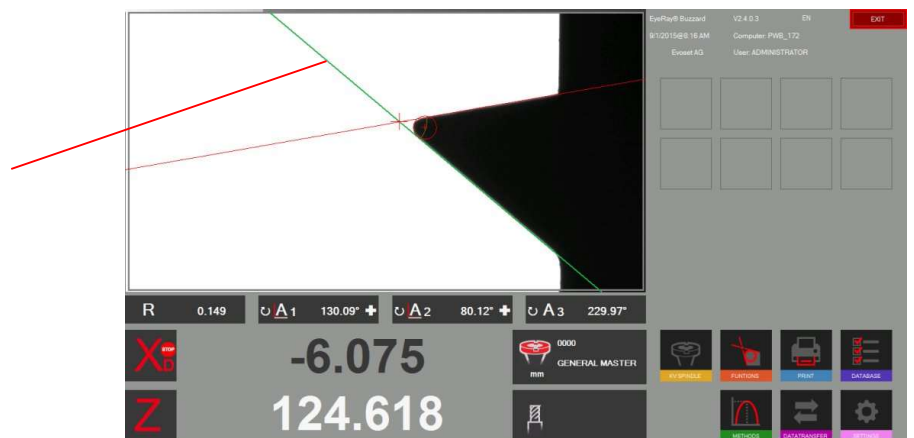 EyeRay® Buzzard V2.4.0.3 EN EXIT
9/1/2015@8:16 AM Computer: PWB_172
Evoset AG User: ADMINISTRATOR
R 0.149 A1 130.09° A2 80.12° A3 229.97°
X STOP D -6.075 0000
GENERAL MASTER
mm
Z 124.618
KV SPINDLE FUNTIONS PRINT DATABASE
METHODS DATATRANSFER SETTINGS